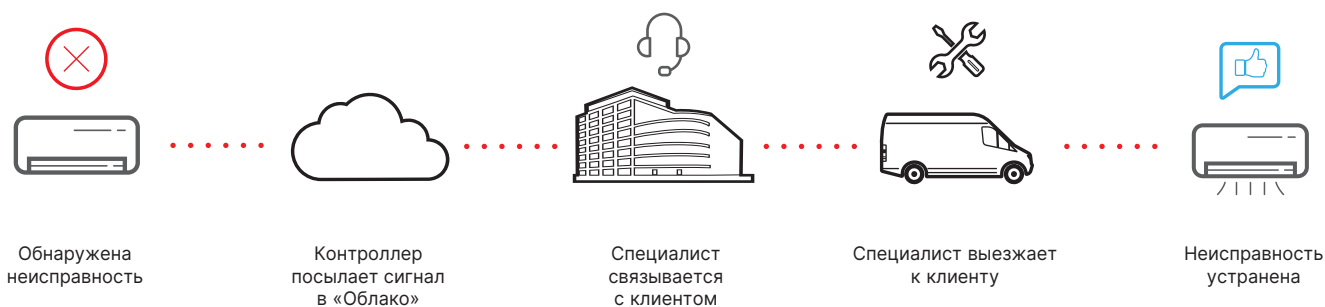 Обнаружена
неисправность
Контроллер
посылает сигнал
в «Облако»
Специалист
связывается
с клиентом
Специалист выезжает
к клиенту
Неисправность
устранена